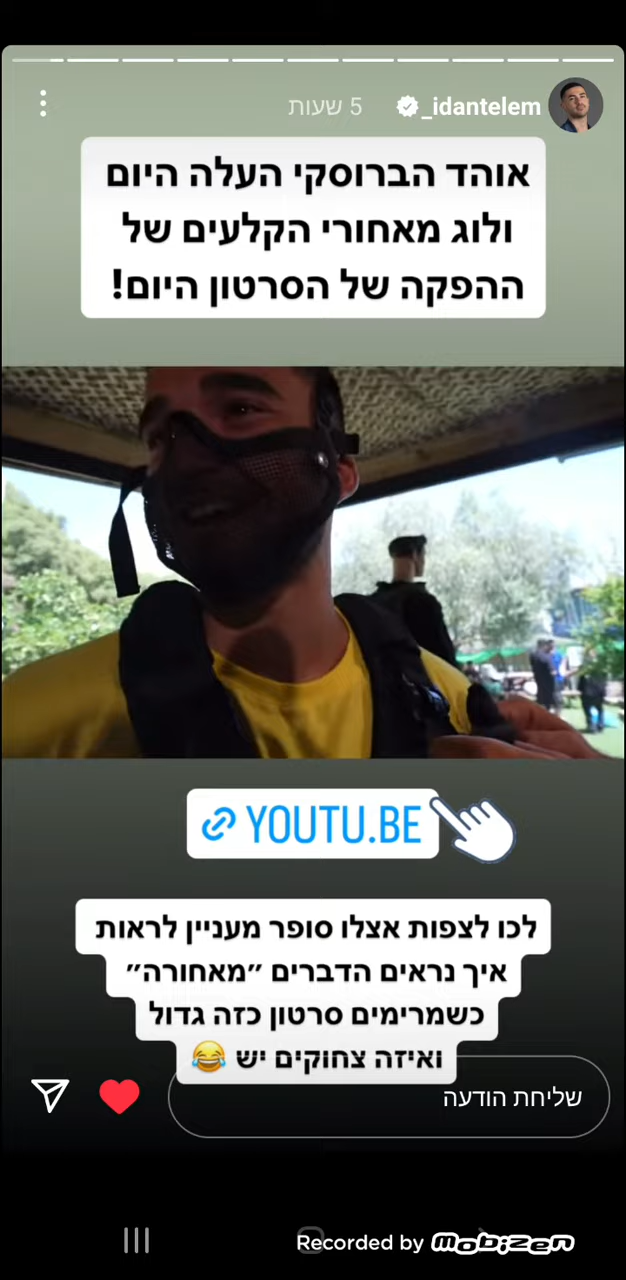 _idantelem 5 שעות
אוהד הברוסקי העלה היום
ולוג מאחורי הקלעים של
ההפקה של הסרטון היום!
YOUTU.BE
לכו לצפות אצלו סופר מעניין לראות
איך נראים הדברים ״מאחורה״
כשמרימים סרטון כזה גדול
ואיזה צחוקים יש 😂
שליחת הודעה
Recorded by mobizen